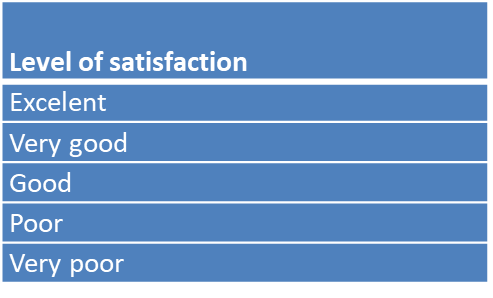 Level of satisfaction
Excelent
Very good
Good
Poor
Very poor